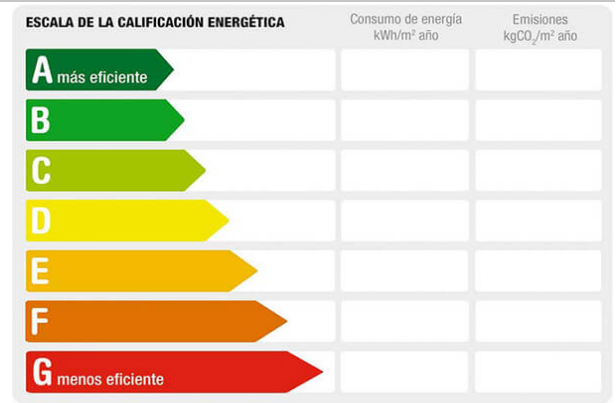 ESCALA DE LA CALIFICACIÓN ENERGÉTICA
Consumo de energía
kWh/m² año
Emisiones
kgCO₂/m² año
A más eficiente
B
C
D
E
F
G menos eficiente